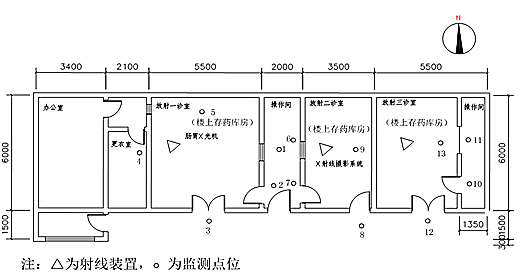 N
3400 2100 5500 2000 3500 5500
办公室
放射一诊室
操作间
放射二诊室
放射三诊室
操作间
5
(楼上存药库房)
(楼上存药库房)
(楼上存药库房)
肠胃X光机
更衣室
4
1
6
9
13
11
X射线摄影系统
2
7
10
6000
6000
1500
1500
300
1350
3
8
12
注：△为射线装置，○ 为监测点位